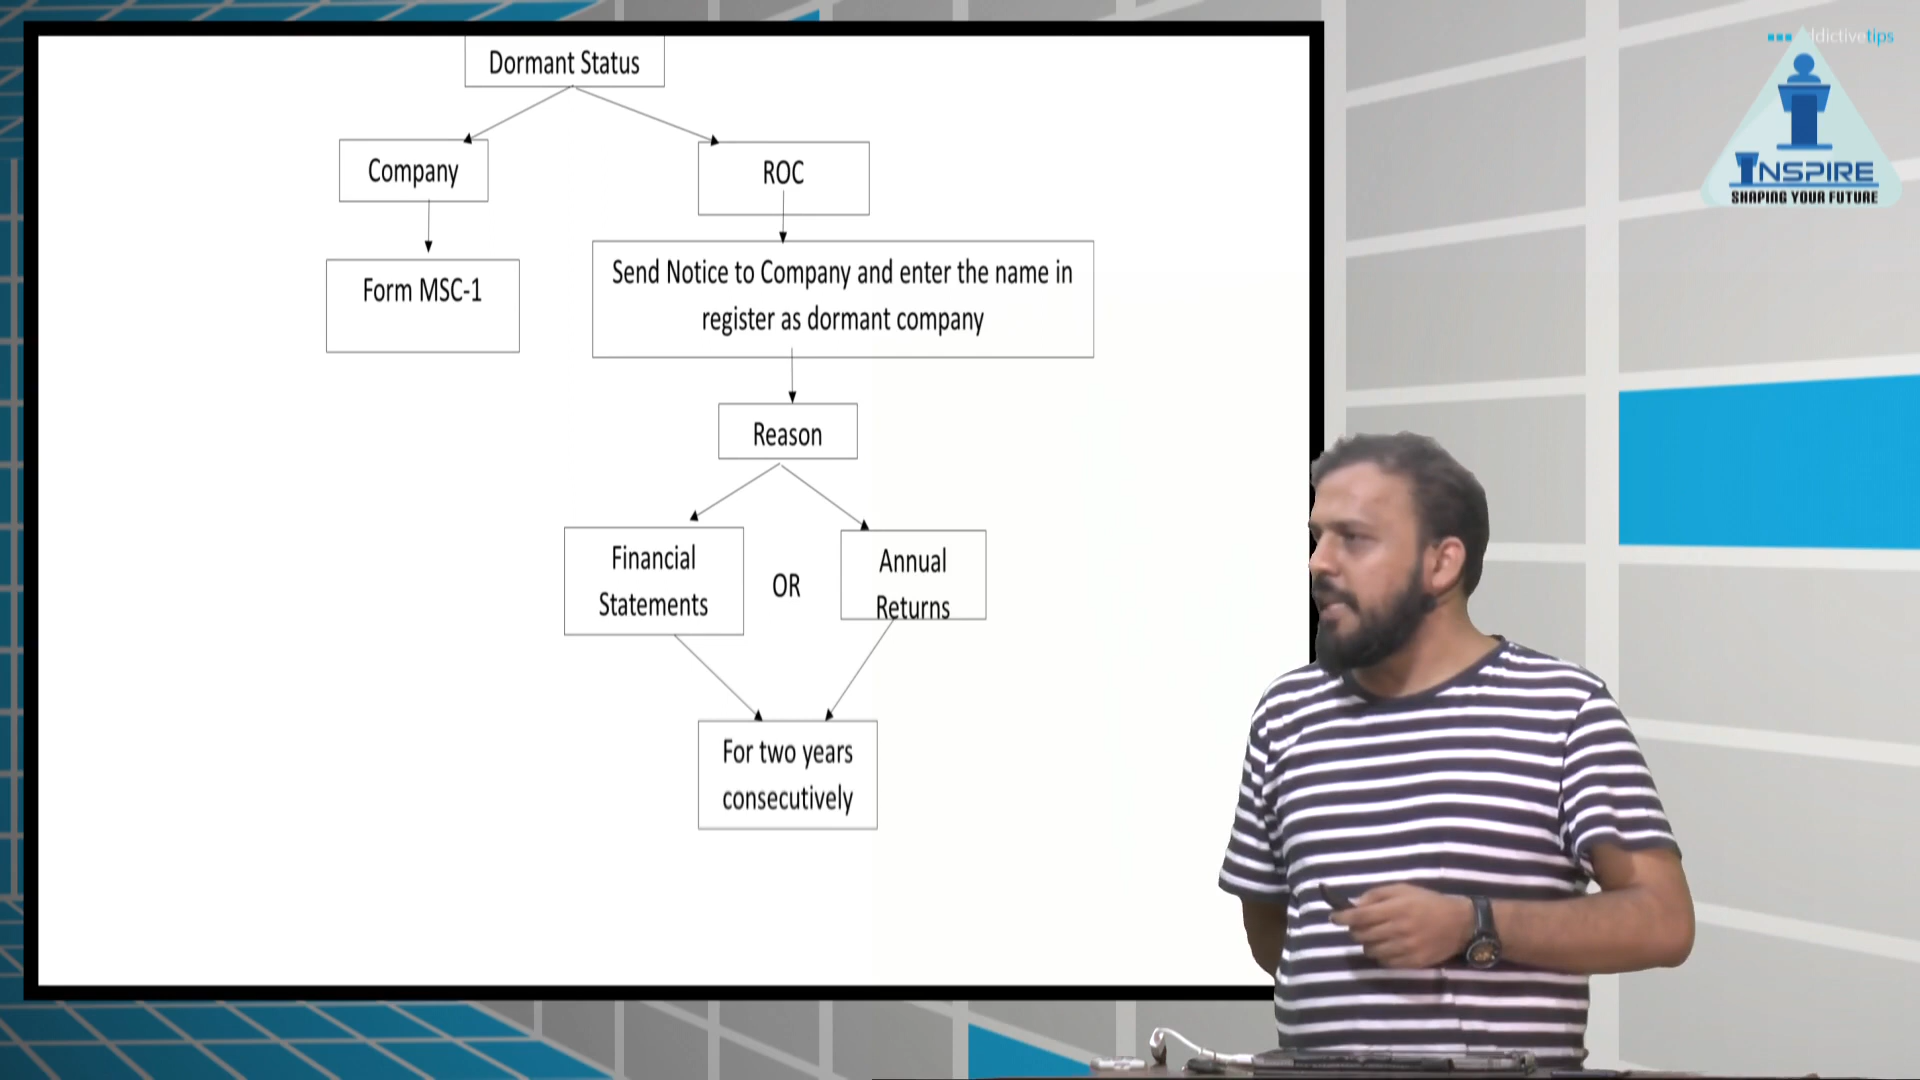 Dormant Status
Company
ROC
Form MSC-1
Send Notice to Company and enter the name in
register as dormant company
Reason
Financial
Statements
OR
Annual
Returns
For two years
consecutively
dictivetips
INSPIRE
SHAPING YOUR FUTURE